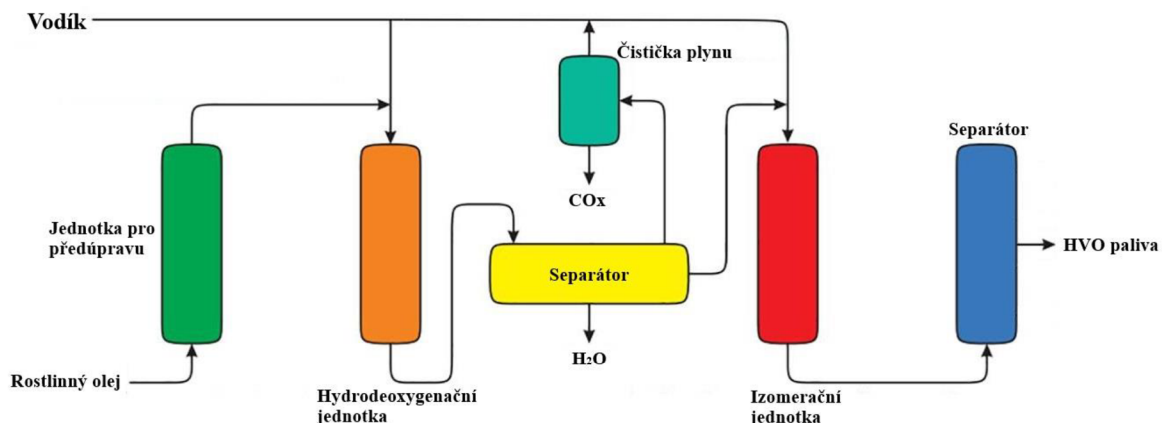 Vodík
Čistička plynu
Separátor
COx
Jednotka pro
předúpravu
HVO paliva
Separátor
H₂O
Rostlinný olej
Hydrodeoxygenační
jednotka
Izomerační
jednotka